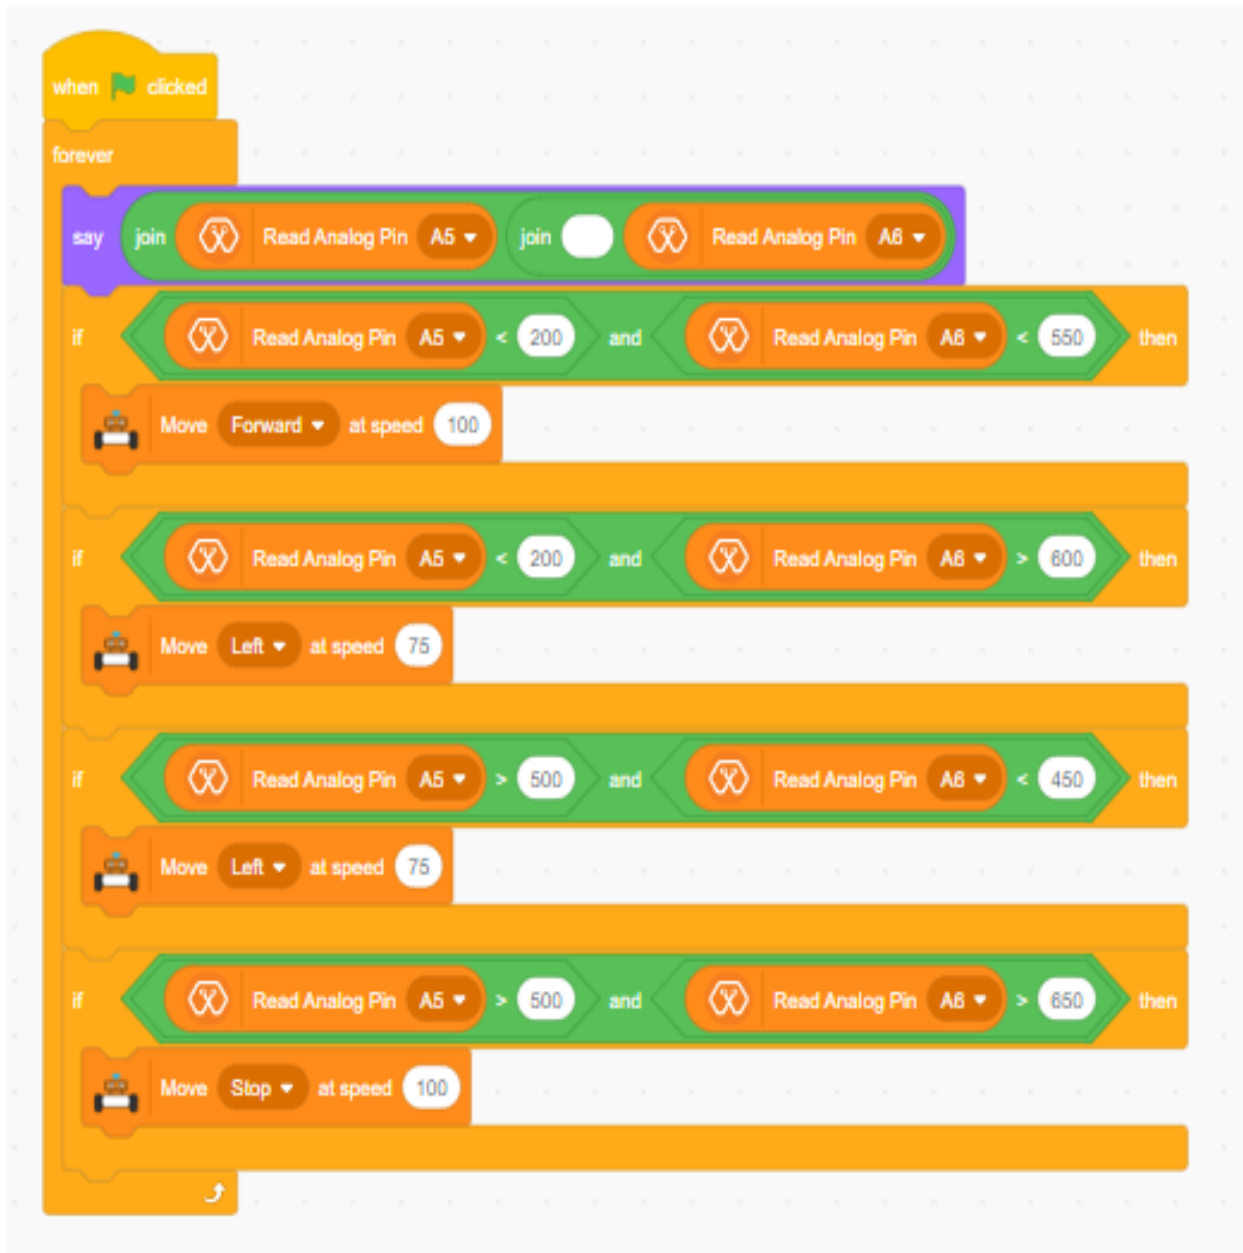 when clicked
forever
say join Read Analog Pin A5 join Read Analog Pin A6
if Read Analog Pin A5 < 200 and Read Analog Pin A6 < 550 then
Move Forward at speed 100
if Read Analog Pin A5 < 200 and Read Analog Pin A6 > 600 then
Move Left at speed 75
if Read Analog Pin A5 > 500 and Read Analog Pin A6 < 450 then
Move Left at speed 75
if Read Analog Pin A5 > 500 and Read Analog Pin A6 > 650 then
Move Stop at speed 100